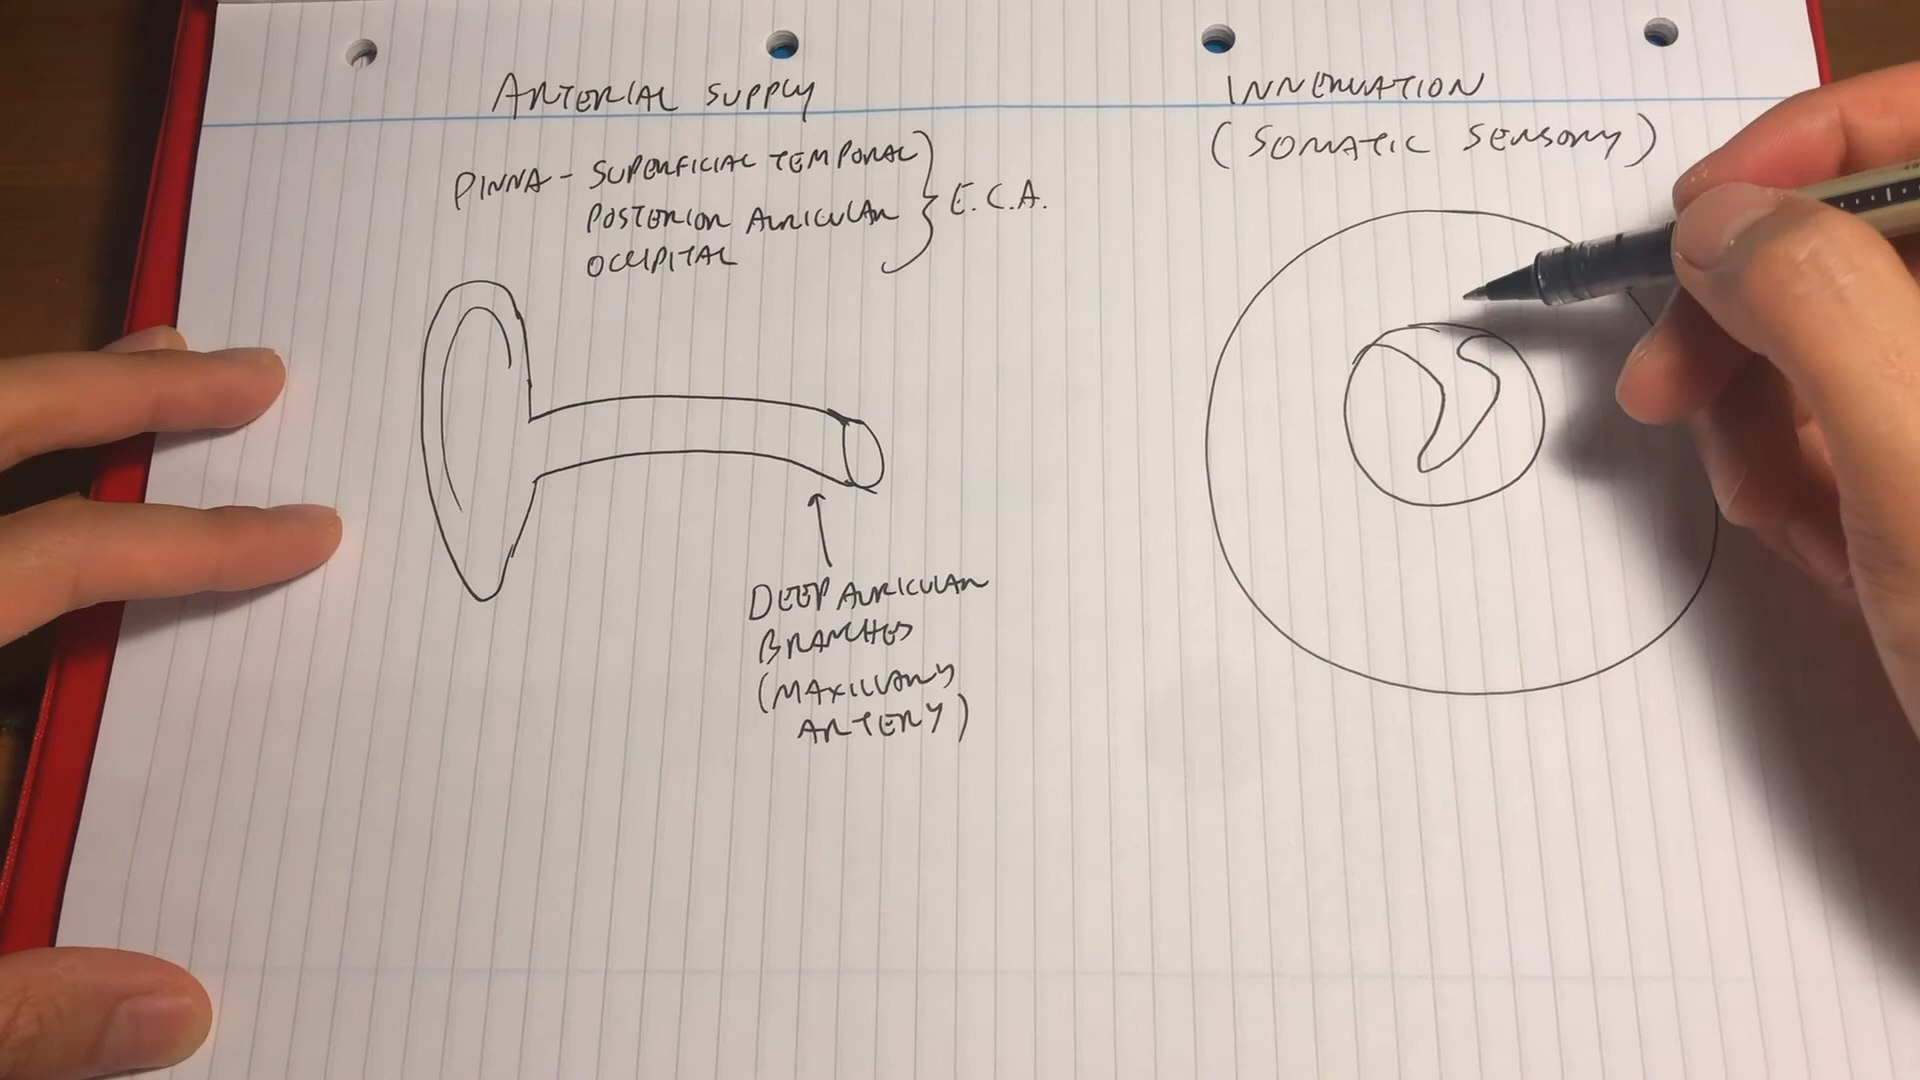 ARTERIAL SUPPLY
PINNA - SUPERFICIAL TEMPORAL
POSTERIOR AURICULAR
OCCIPITAL
E.C.A.
DEEP AURICULAR
BRANCHES
(MAXILLARY
ARTERY)
INNERVATION
(SOMATIC SENSORY)